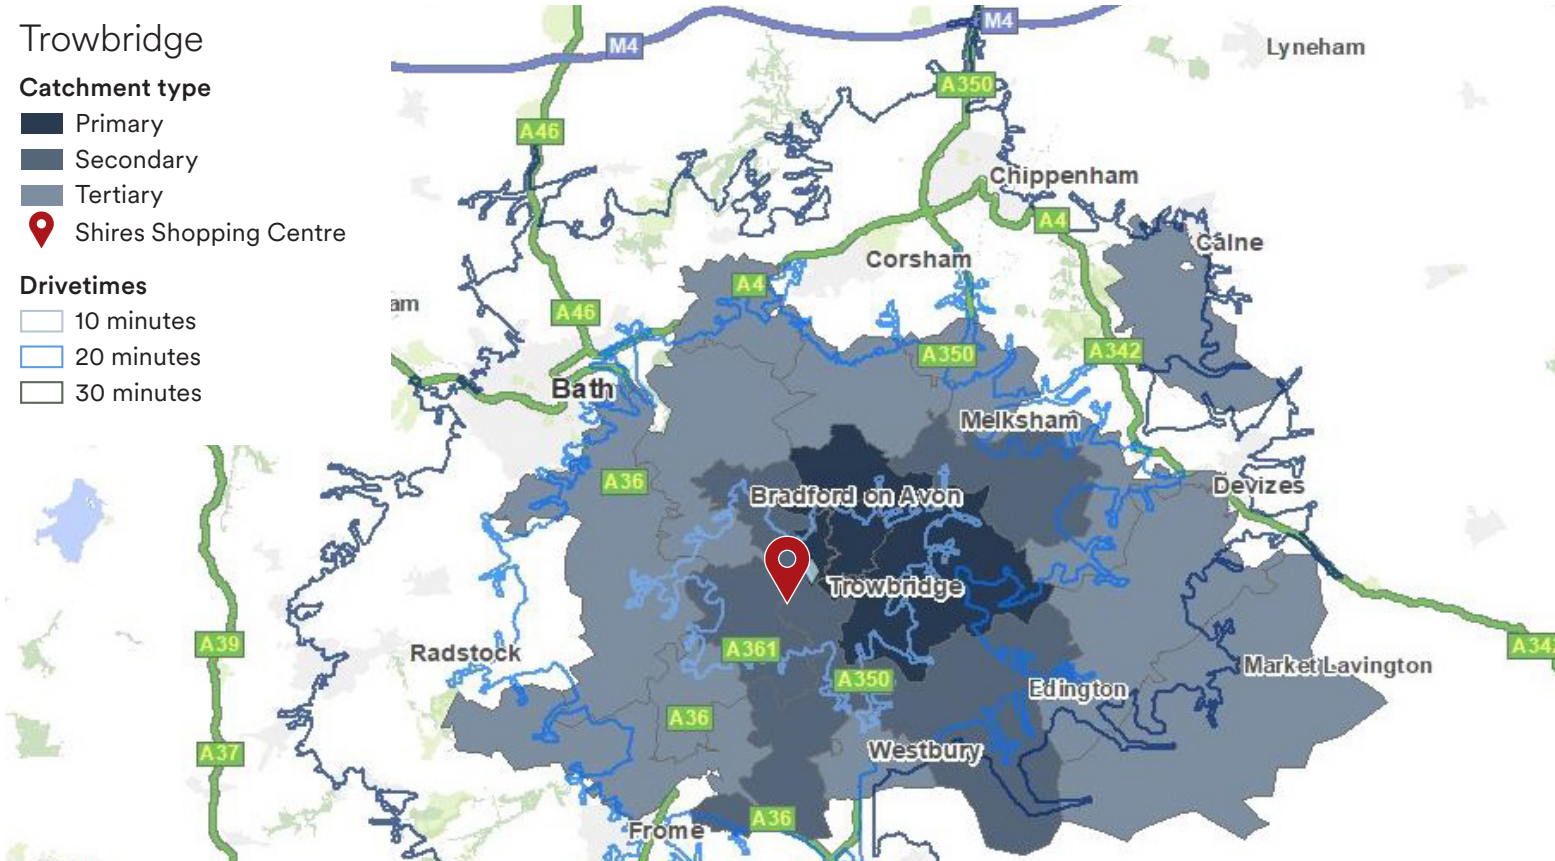 Trowbridge
Catchment type
Primary
Secondary
Tertiary
Shires Shopping Centre
Drivetimes
10 minutes
20 minutes
30 minutes
M4
M4
Lyneham
A350
A46
Chippenham
A4
Calne
Corsham
A4
am
A46
A350
A342
Bath
Melksham
A36
Bradford on Avon
Devizes
Trowbridge
A39
Radstock
A361
A350
Market Lavington
A342
Edington
A36
A37
Westbury
A36
Frome